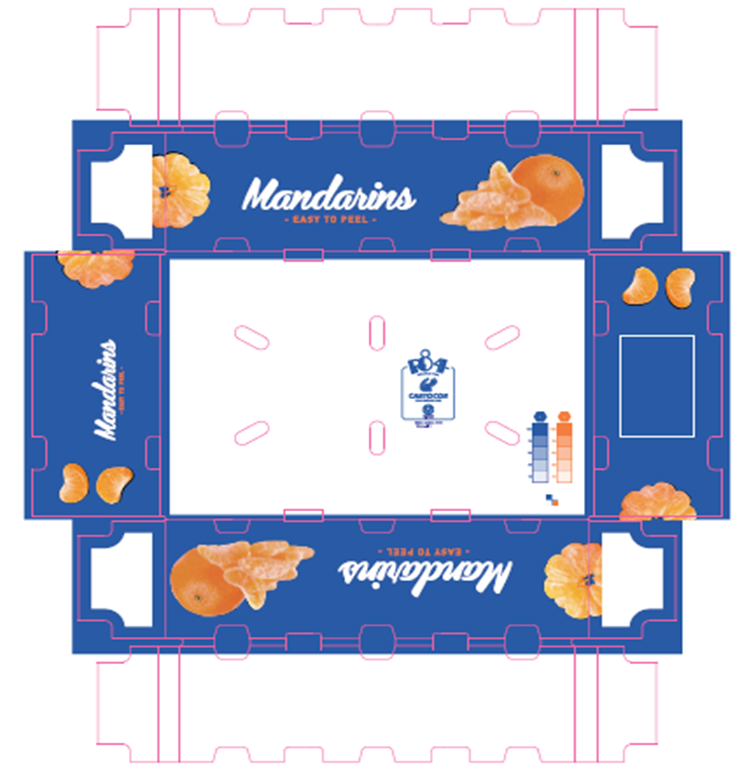 Mandarins
- EASY TO PEEL -
Mandarins
- EASY TO PEEL -
CARTOCOR
Mandarins
- EASY TO PEEL -